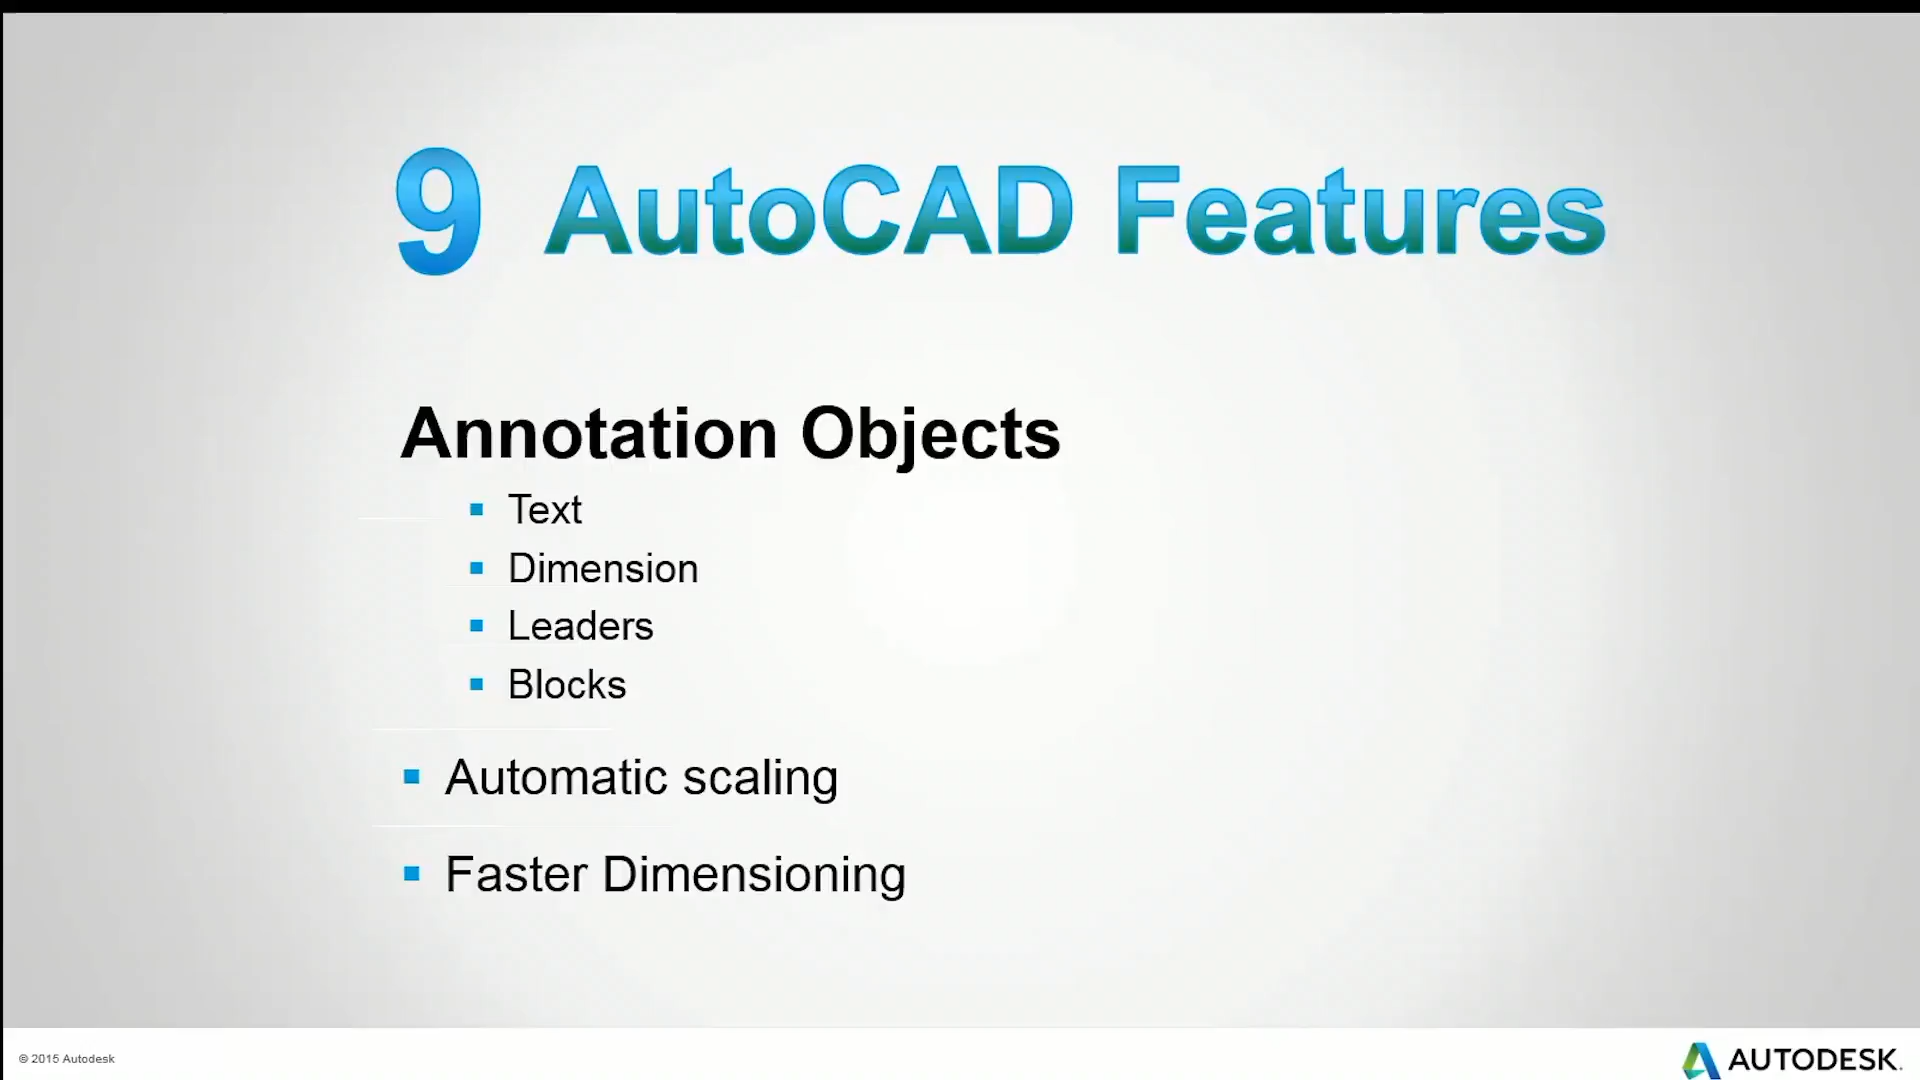 9 AutoCAD Features
Annotation Objects
Text
Dimension
Leaders
Blocks
Automatic scaling
Faster Dimensioning
© 2015 Autodesk
AUTODESK.